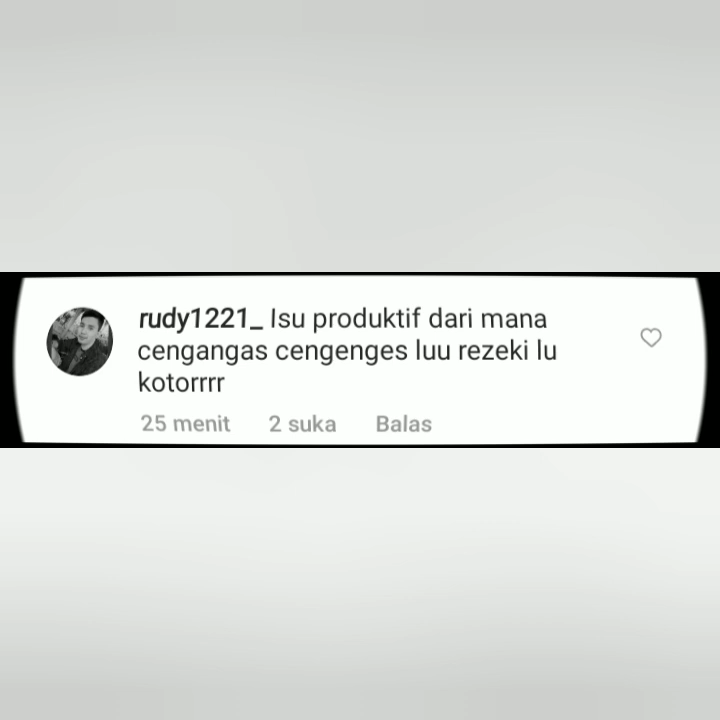 rudy1221_ Isu produktif dari mana
cengangas cengenges luu rezeki lu
kotorrrr
25 menit 2 suka Balas